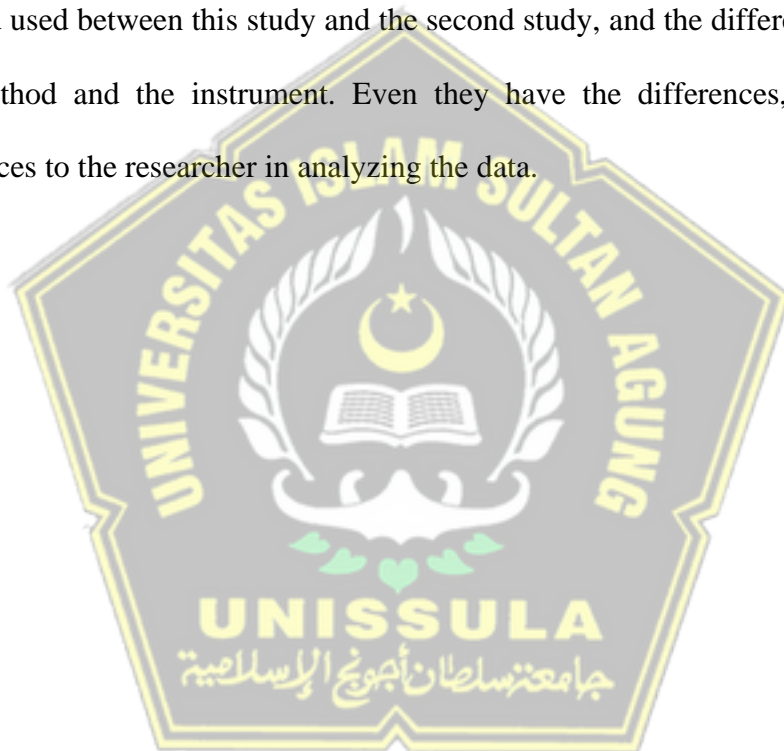 used between this study and the second study, and the differe
thod and the instrument. Even they have the differences,
ces to the researcher in analyzing the data.
UNIVERSITAS ISLAM SULTAN AGUNG
UNISSULA
جامعة سلطان أجونج الإسلامية